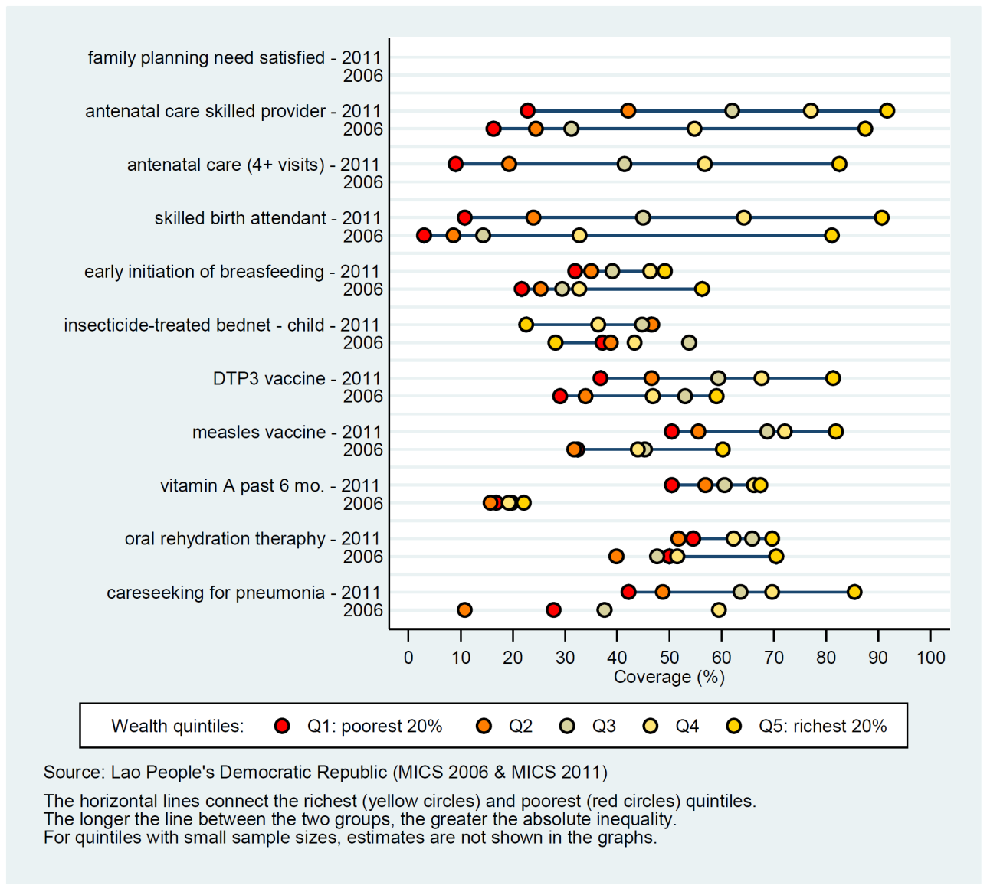 family planning need satisfied - 2011
2006
antenatal care skilled provider - 2011
2006
antenatal care (4+ visits) - 2011
2006
skilled birth attendant - 2011
2006
early initiation of breasfeeding - 2011
2006
insecticide-treated bednet - child - 2011
2006
DTP3 vaccine - 2011
2006
measles vaccine - 2011
2006
vitamin A past 6 mo. - 2011
2006
oral rehydration theraphy - 2011
2006
careseeking for pneumonia - 2011
2006
0 10 20 30 40 50 60 70 80 90 100
Coverage (%)
Wealth quintiles: Q1: poorest 20% Q2 Q3 Q4 Q5: richest 20%
Source: Lao People's Democratic Republic (MICS 2006 & MICS 2011)
The horizontal lines connect the richest (yellow circles) and poorest (red circles) quintiles.
The longer the line between the two groups, the greater the absolute inequality.
For quintiles with small sample sizes, estimates are not shown in the graphs.